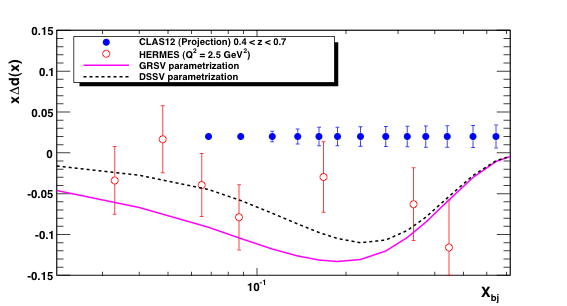 CLAS12 (Projection) 0.4 < z < 0.7
HERMES (Q² = 2.5 GeV²)
GRSV parametrization
DSSV parametrization
x Δd(x)
0.15
0.1
0.05
0
-0.05
-0.1
-0.15
10⁻¹
X_bj